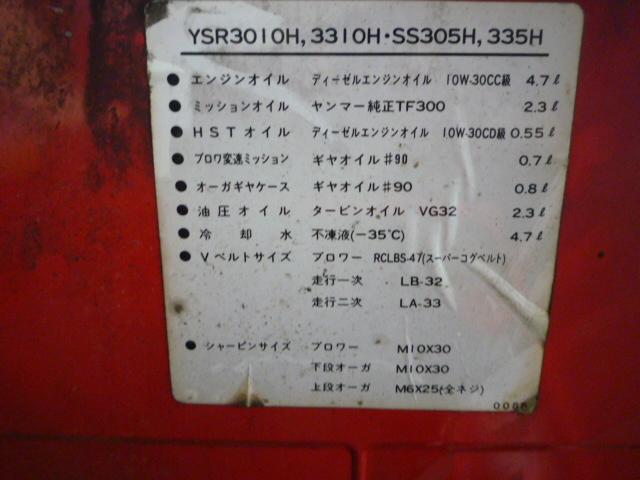 YSR3010H, 3310H・SS305H, 335H
● エンジンオイル ディーゼルエンジンオイル 10W-30CC級 4.7ℓ
● ミッションオイル ヤンマー純正TF300 2.3ℓ
● HSTオイル ディーゼルエンジンオイル 10W-30CD級 0.55ℓ
● ブロワ変速ミッション ギヤオイル#90 0.7ℓ
● オーガギヤケース ギヤオイル#90 0.8ℓ
● 油圧オイル タービンオイル VG32 2.3ℓ
● 冷却水 不凍液(-35℃) 4.7ℓ
● Vベルトサイズ ブロワー RCLBS-47(スーパーコグベルト)
走行一次 LB-32
走行二次 LA-33
● シャーピンサイズ ブロワー M10X30
下段オーガ M10X30
上段オーガ M6X25(全ネジ)